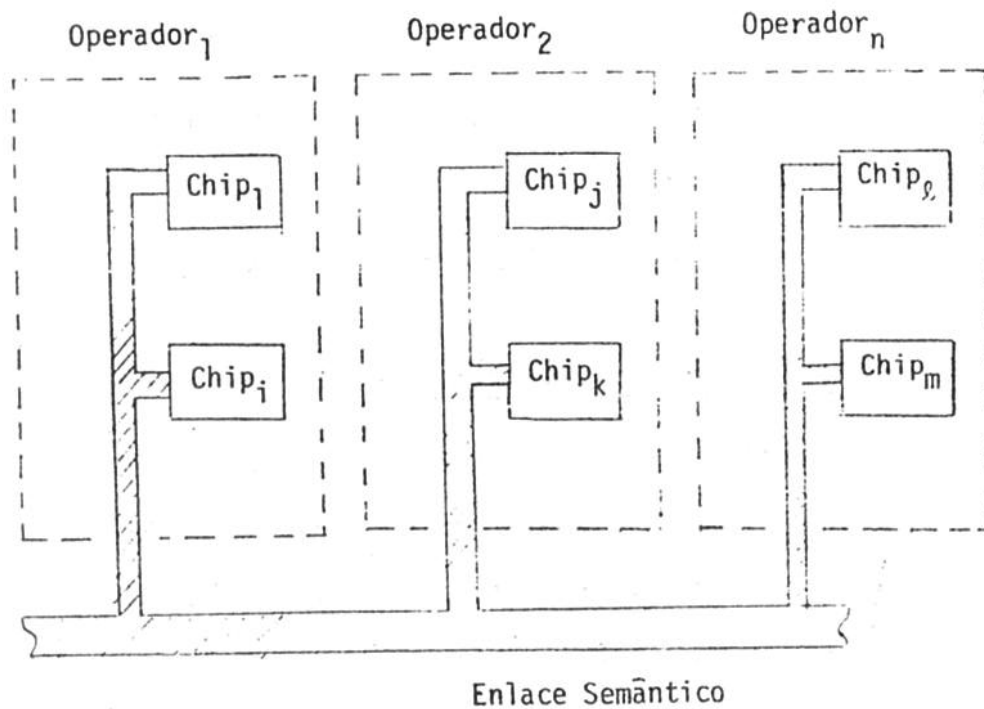 Operador₁ Operador₂ Operadorₙ
Chip₁ Chipⱼ Chipℓ
Chipᵢ Chipₖ Chipₘ
Enlace Semântico